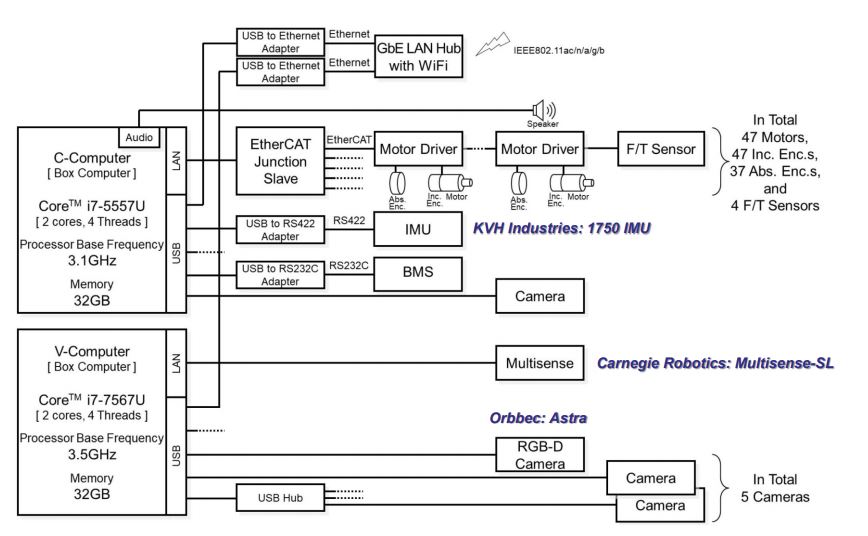 USB to Ethernet
Adapter
Ethernet
USB to Ethernet
Adapter
Ethernet
GbE LAN Hub
with WiFi
IEEE802.11ac/n/a/g/b
Speaker
Audio
C-Computer
[ Box Computer ]
Core™ i7-5557U
[ 2 cores, 4 Threads ]
Processor Base Frequency
3.1GHz
Memory
32GB
LAN
USB
EtherCAT
Junction
Slave
EtherCAT
Motor Driver
Abs.
Enc.
Inc.
Enc.
Motor
Motor Driver
Abs.
Enc.
Inc.
Enc.
Motor
F/T Sensor
In Total
47 Motors,
47 Inc. Enc.s,
37 Abs. Enc.s,
and
4 F/T Sensors
USB to RS422
Adapter
RS422
IMU
KVH Industries: 1750 IMU
USB to RS232C
Adapter
RS232C
BMS
Camera
V-Computer
[ Box Computer ]
Core™ i7-7567U
[ 2 cores, 4 Threads ]
Processor Base Frequency
3.5GHz
Memory
32GB
LAN
USB
Multisense
Carnegie Robotics: Multisense-SL
Orbbec: Astra
RGB-D
Camera
Camera
USB Hub
Camera
In Total
5 Cameras